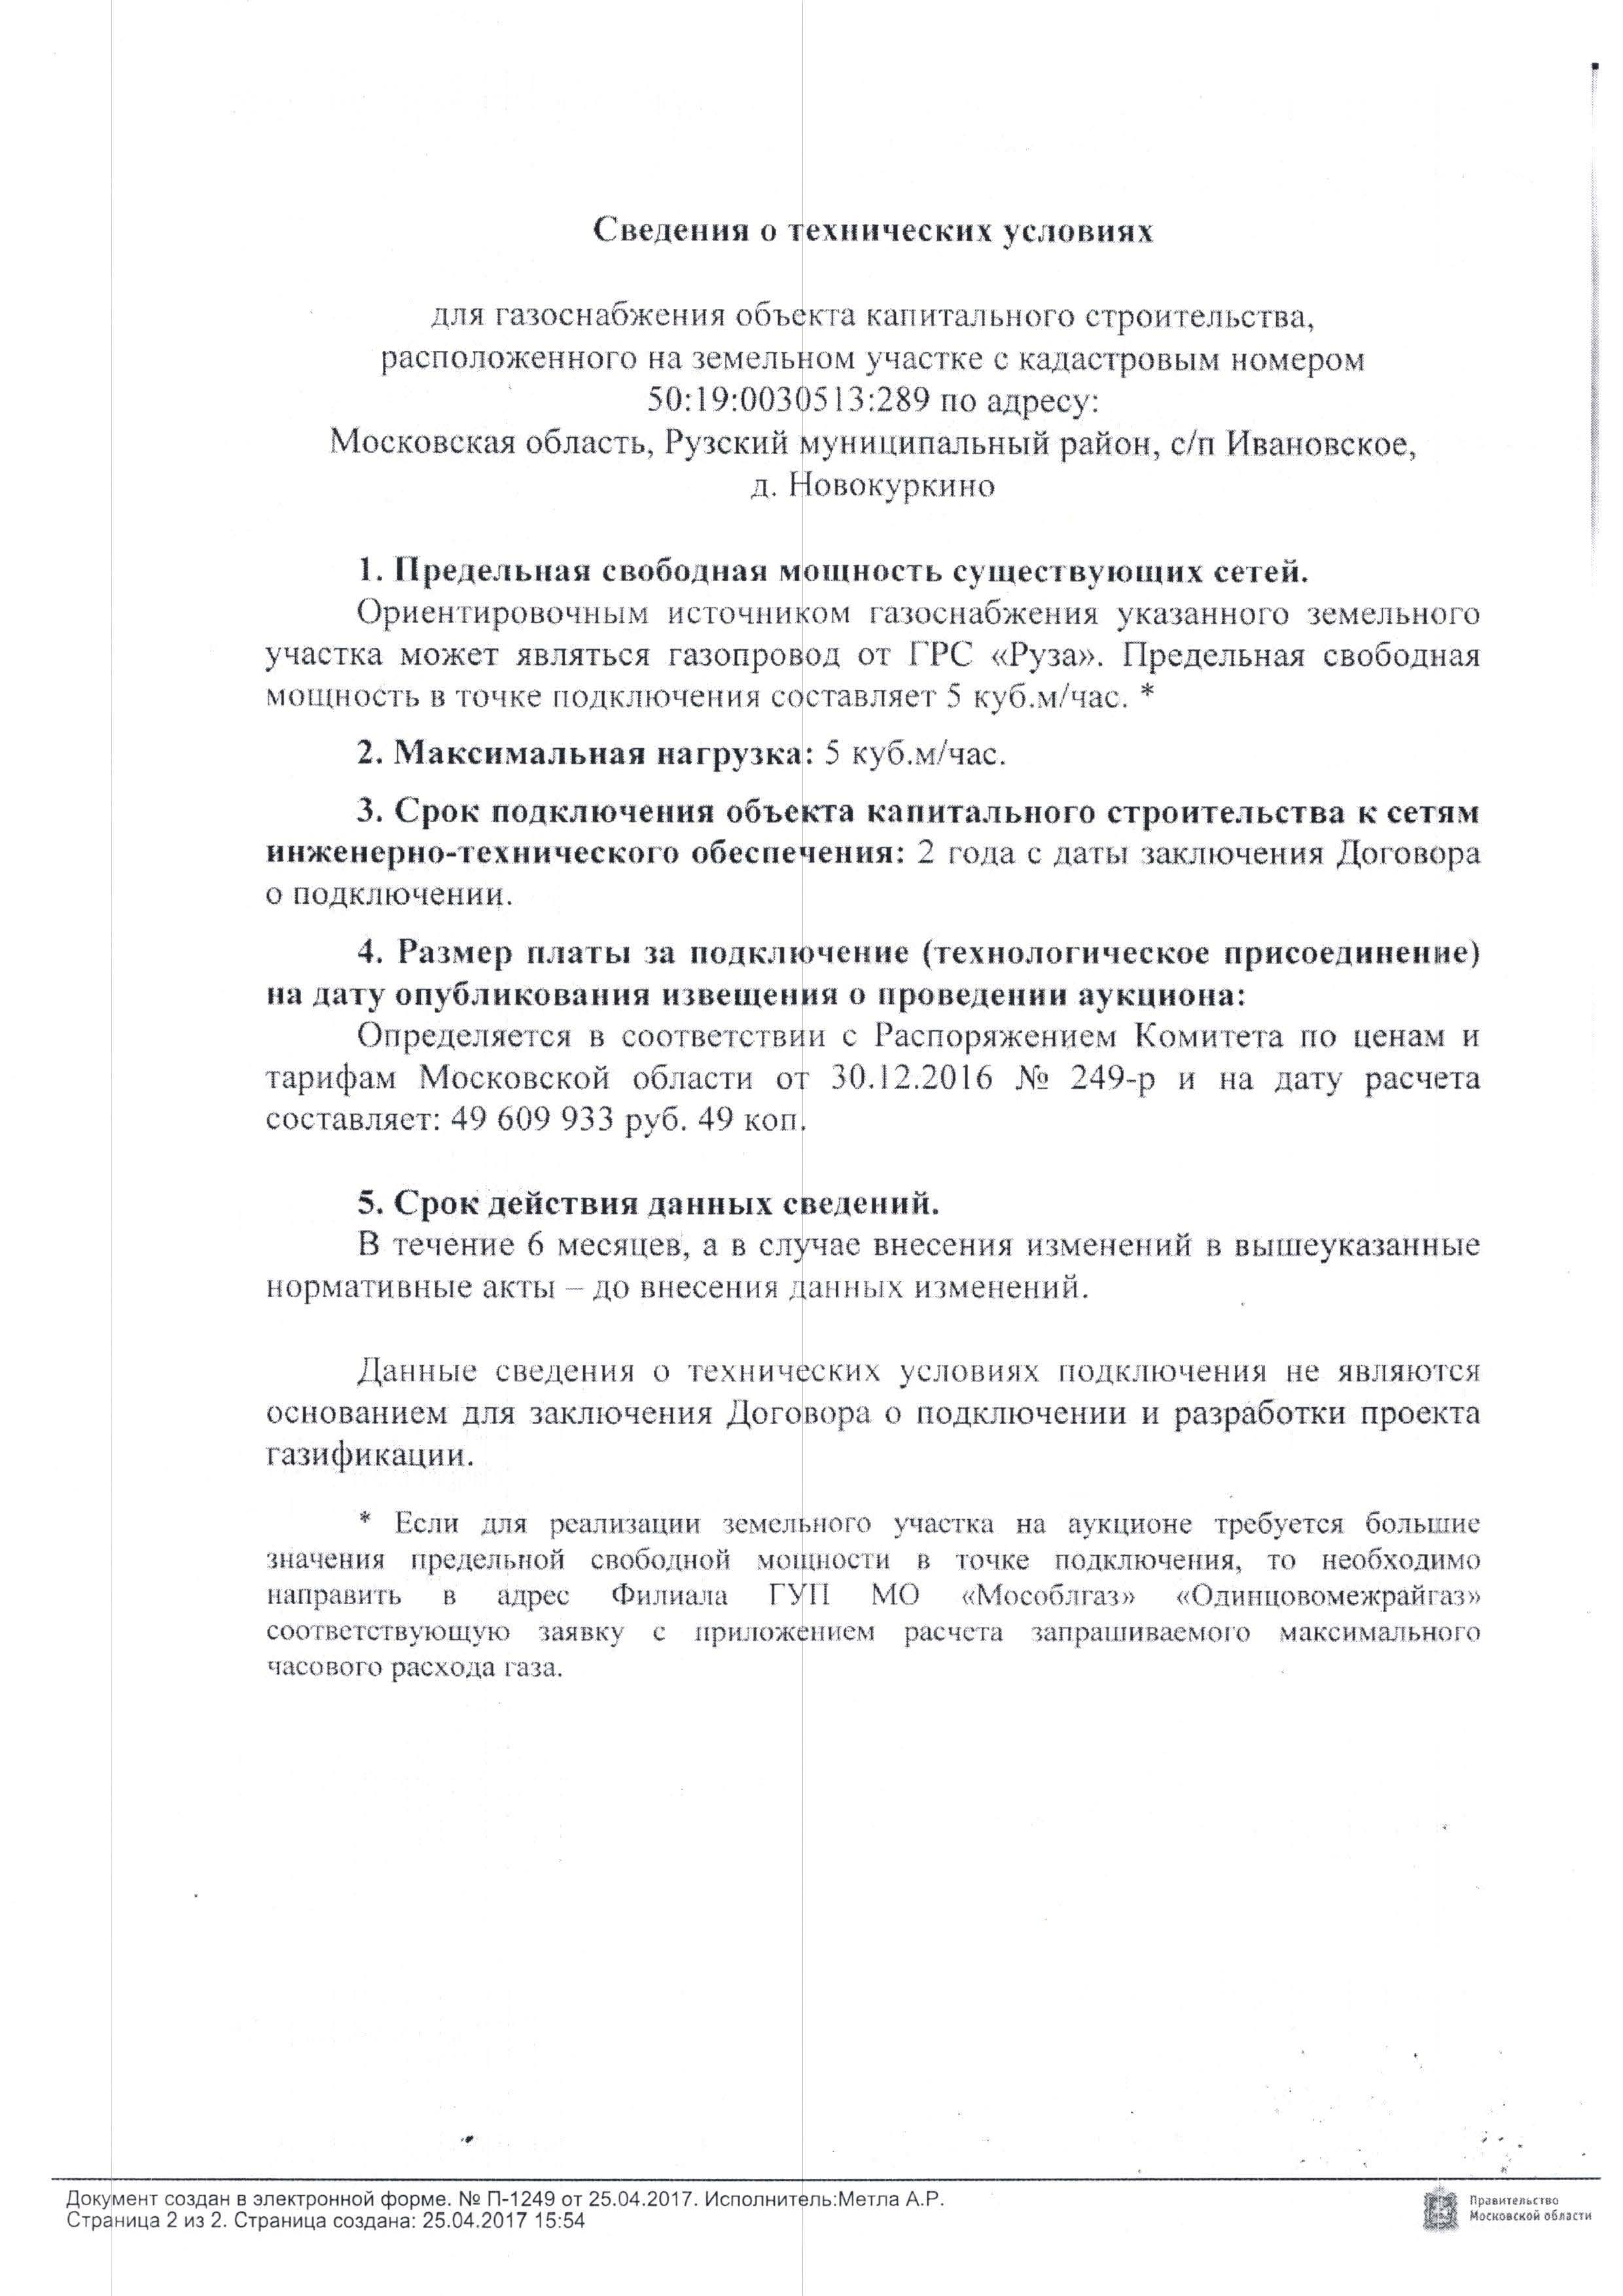 Сведения о технических условиях
для газоснабжения объекта капитального строительства,
расположенного на земельном участке с кадастровым номером
50:19:0030513:289 по адресу:
Московская область, Рузский муниципальный район, с/п Ивановское,
д. Новокуркино
1. Предельная свободная мощность существующих сетей.
Ориентировочным источником газоснабжения указанного земельного
участка может являться газопровод от ГРС «Руза». Предельная свободная
мощность в точке подключения составляет 5 куб.м/час. *
2. Максимальная нагрузка: 5 куб.м/час.
3. Срок подключения объекта капитального строительства к сетям
инженерно-технического обеспечения: 2 года с даты заключения Договора
о подключении.
4. Размер платы за подключение (технологическое присоединение)
на дату опубликования извещения о проведении аукциона:
Определяется в соответствии с Распоряжением Комитета по ценам и
тарифам Московской области от 30.12.2016 № 249-р и на дату расчета
составляет: 49 609 933 руб. 49 коп.
5. Срок действия данных сведений.
В течение 6 месяцев, а в случае внесения изменений в вышеуказанные
нормативные акты – до внесения данных изменений.
Данные сведения о технических условиях подключения не являются
основанием для заключения Договора о подключении и разработки проекта
газификации.
* Если для реализации земельного участка на аукционе требуется большие
значения предельной свободной мощности в точке подключения, то необходимо
направить в адрес Филиала ГУП МО «Мособлгаз» «Одинцовомежрайгаз»
соответствующую заявку с приложением расчета запрашиваемого максимального
часового расхода газа.
Документ создан в электронной форме. № П-1249 от 25.04.2017. Исполнитель:Метла А.Р.
Страница 2 из 2. Страница создана: 25.04.2017 15:54
Правительство
Московской области